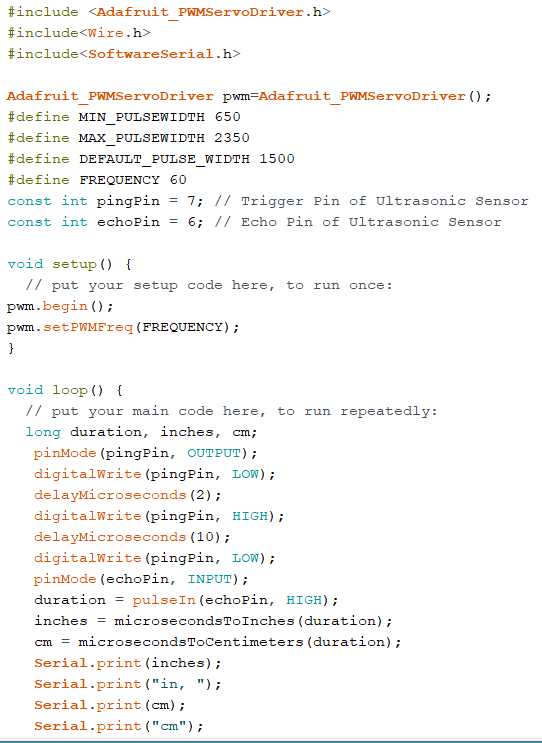 #include <Adafruit_PWMServoDriver.h>
#include<Wire.h>
#include<SoftwareSerial.h>

Adafruit_PWMServoDriver pwm=Adafruit_PWMServoDriver();
#define MIN_PULSEWIDTH 650
#define MAX_PULSEWIDTH 2350
#define DEFAULT_PULSE_WIDTH 1500
#define FREQUENCY 60
const int pingPin = 7; // Trigger Pin of Ultrasonic Sensor
const int echoPin = 6; // Echo Pin of Ultrasonic Sensor

void setup() {
  // put your setup code here, to run once:
pwm.begin();
pwm.setPWMFreq(FREQUENCY);
}

void loop() {
  // put your main code here, to run repeatedly:
  long duration, inches, cm;
   pinMode(pingPin, OUTPUT);
   digitalWrite(pingPin, LOW);
   delayMicroseconds(2);
   digitalWrite(pingPin, HIGH);
   delayMicroseconds(10);
   digitalWrite(pingPin, LOW);
   pinMode(echoPin, INPUT);
   duration = pulseIn(echoPin, HIGH);
   inches = microsecondsToInches(duration);
   cm = microsecondsToCentimeters(duration);
   Serial.print(inches);
   Serial.print("in, ");
   Serial.print(cm);
   Serial.print("cm");